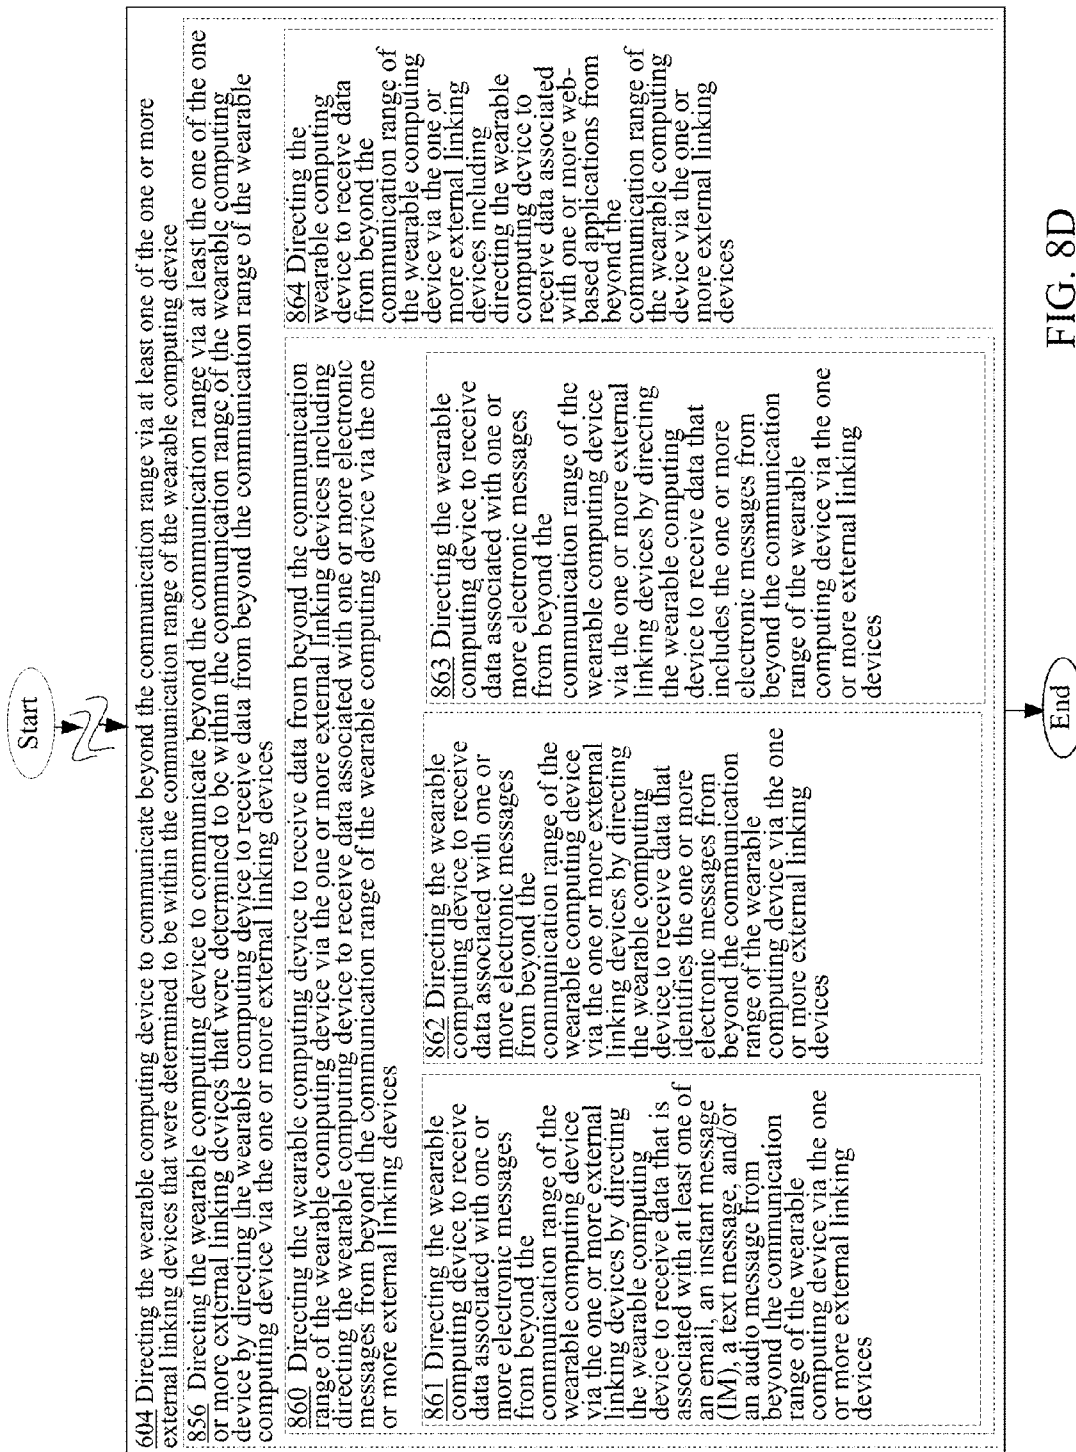 Start
604 Directing the wearable computing device to communicate beyond the communication range via at least one of the one or more
external linking devices that were determined to be within the communication range of the wearable computing device
856 Directing the wearable computing device to communicate beyond the communication range via at least one of the one
or more external linking devices that were determined to be within the communication range of the wearable computing
device by directing the wearable computing device to receive data from beyond the communication range of the wearable
computing device via the one or more external linking devices
860 Directing the wearable computing device to receive data from beyond the communication
range of the wearable computing device via the one or more external linking devices including
directing the wearable computing device to receive data associated with one or more electronic
messages from beyond the communication range of the wearable computing device via the one
or more external linking devices
861 Directing the wearable
computing device to receive
data associated with one or
more electronic messages
from beyond the
communication range of the
wearable computing device
via the one or more external
linking devices by directing
the wearable computing
device to receive data that is
associated with at least one of
an email, an instant message
(IM), a text message, and/or
an audio message from
beyond the communication
range of the wearable
computing device via the one
or more external linking
devices
862 Directing the wearable
computing device to receive
data associated with one or
more electronic messages
from beyond the
communication range of the
wearable computing device
via the one or more external
linking devices by directing
the wearable computing
device to receive data that
identifies the one or more
electronic messages from
beyond the communication
range of the wearable
computing device via the one
or more external linking
devices
863 Directing the wearable
computing device to receive
data associated with one or
more electronic messages
from beyond the
communication range of the
wearable computing device
via the one or more external
linking devices by directing
the wearable computing
device to receive data that
includes the one or more
electronic messages from
beyond the communication
range of the wearable
computing device via the one
or more external linking
devices
864 Directing the
wearable computing
device to receive data
from beyond the
communication range of
the wearable computing
device via the one or
more external linking
devices including
directing the wearable
computing device to
receive data associated
with one or more web-
based applications from
beyond the
communication range of
the wearable computing
device via the one or
more external linking
devices
End
FIG. 8D